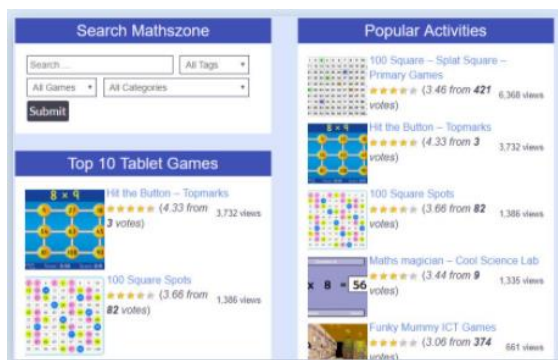 Search Mathszone
Search ...
All Tags
All Games
All Categories
Submit
Top 10 Tablet Games
8 x 9
Hit the Button – Topmarks
(4.33 from
3 votes)
3,732 views
100 Square Spots
(3.66 from
82 votes)
1,386 views
Popular Activities
100 Square – Splat Square –
Primary Games
(3.46 from 421
votes)
6,368 views
Hit the Button – Topmarks
8 x 9
(4.33 from 3
votes)
3,732 views
100 Square Spots
(3.66 from 82
votes)
1,386 views
Maths magician – Cool Science Lab
x 8 = 56
(3.44 from 9
votes)
1,335 views
Funky Mummy ICT Games
(3.06 from 374
votes)
661 views